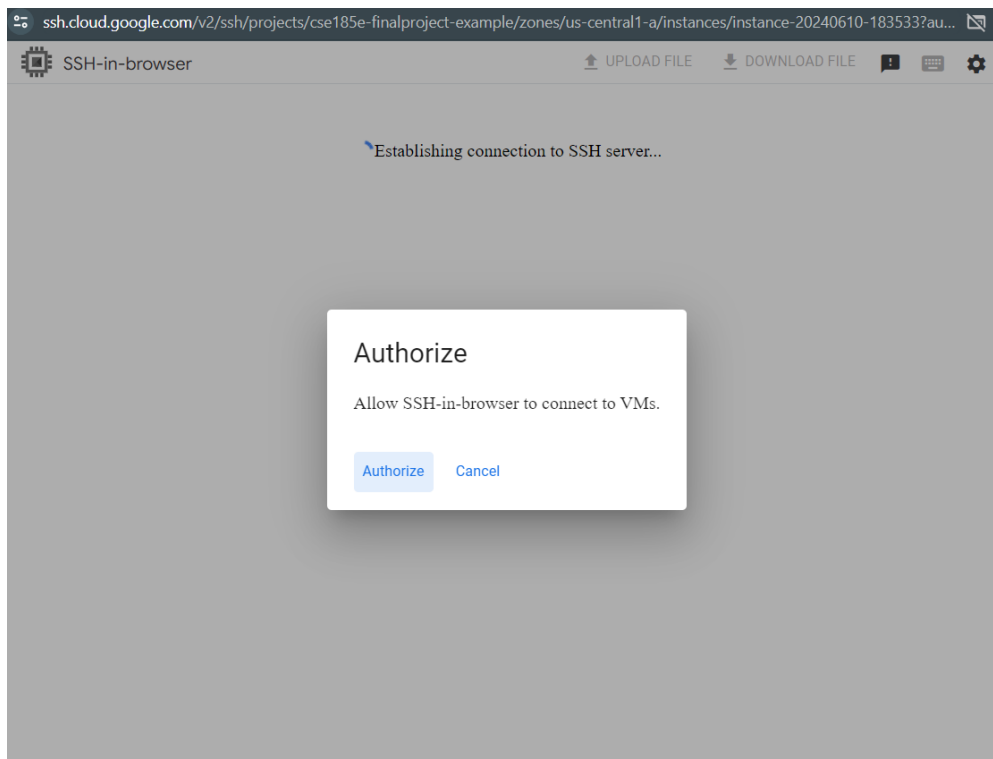 ssh.cloud.google.com/v2/ssh/projects/cse185e-finalproject-example/zones/us-central1-a/instances/instance-20240610-183533?au...
SSH-in-browser
UPLOAD FILE
DOWNLOAD FILE
Establishing connection to SSH server...
Authorize
Allow SSH-in-browser to connect to VMs.
Authorize
Cancel